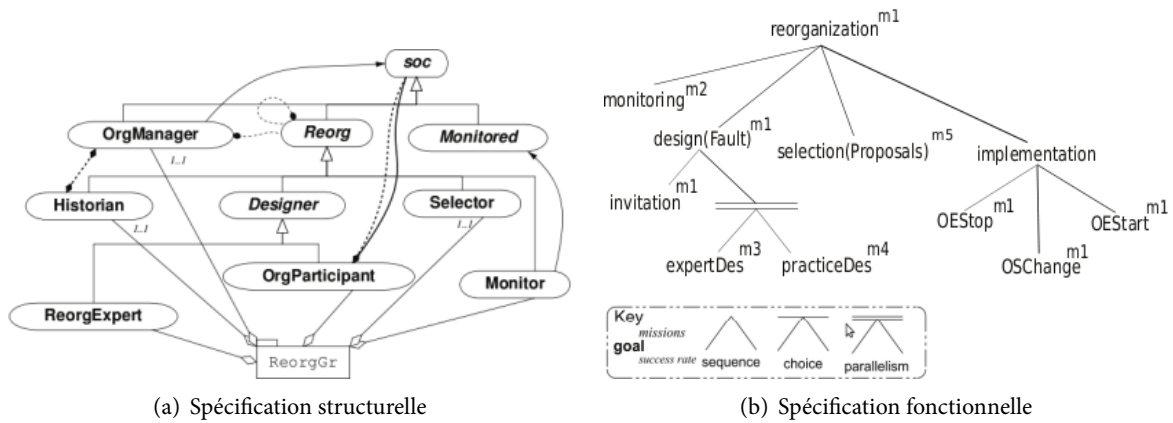 soc
OrgManager
Reorg
Monitored
1..1
Historian
Designer
Selector
1..1
1..1
OrgParticipant
Monitor
ReorgExpert
ReorgGr
(a) Spécification structurelle
reorganization m1
monitoring m2
design(Fault) m1
selection(Proposals) m5
implementation
invitation m1
OEStop m1
OEStart m1
expertDes m3
practiceDes m4
OSChange m1
Key
missions
goal
success rate
sequence
choice
parallelism
(b) Spécification fonctionnelle